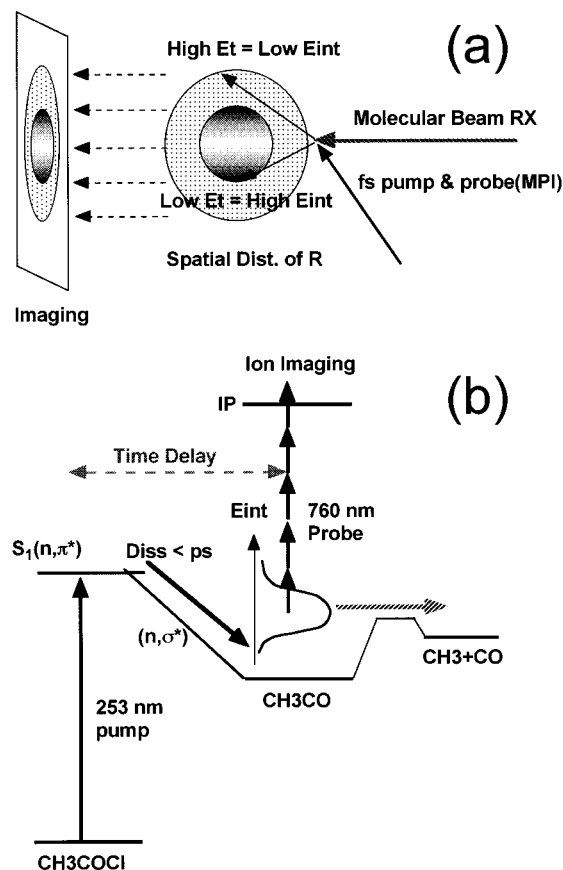 (a)
High Et = Low Eint
Molecular Beam RX
fs pump & probe(MPI)
Low Et = High Eint
Spatial Dist. of R
Imaging
(b)
Ion Imaging
IP
Time Delay
Eint
760 nm
Probe
S₁(n,π*)
Diss < ps
(n,σ*)
CH3+CO
CH3CO
253 nm
pump
CH3COCl